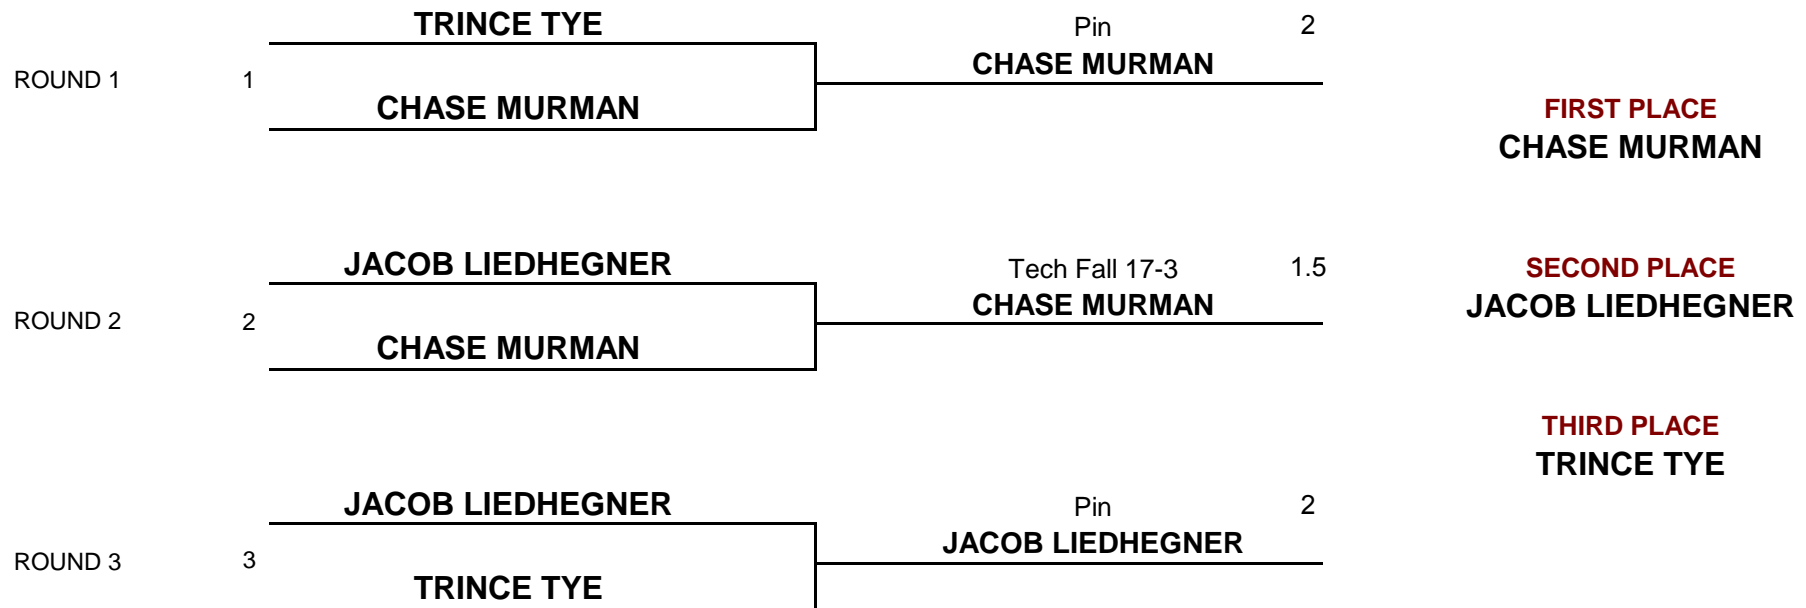 TRINCE TYE
Pin 2
ROUND 1 1 CHASE MURMAN
CHASE MURMAN
FIRST PLACE
CHASE MURMAN
JACOB LIEDHEGNER
Tech Fall 17-3 1.5
SECOND PLACE
ROUND 2 2 CHASE MURMAN
JACOB LIEDHEGNER
CHASE MURMAN
THIRD PLACE
TRINCE TYE
JACOB LIEDHEGNER
Pin 2
ROUND 3 3 JACOB LIEDHEGNER
TRINCE TYE